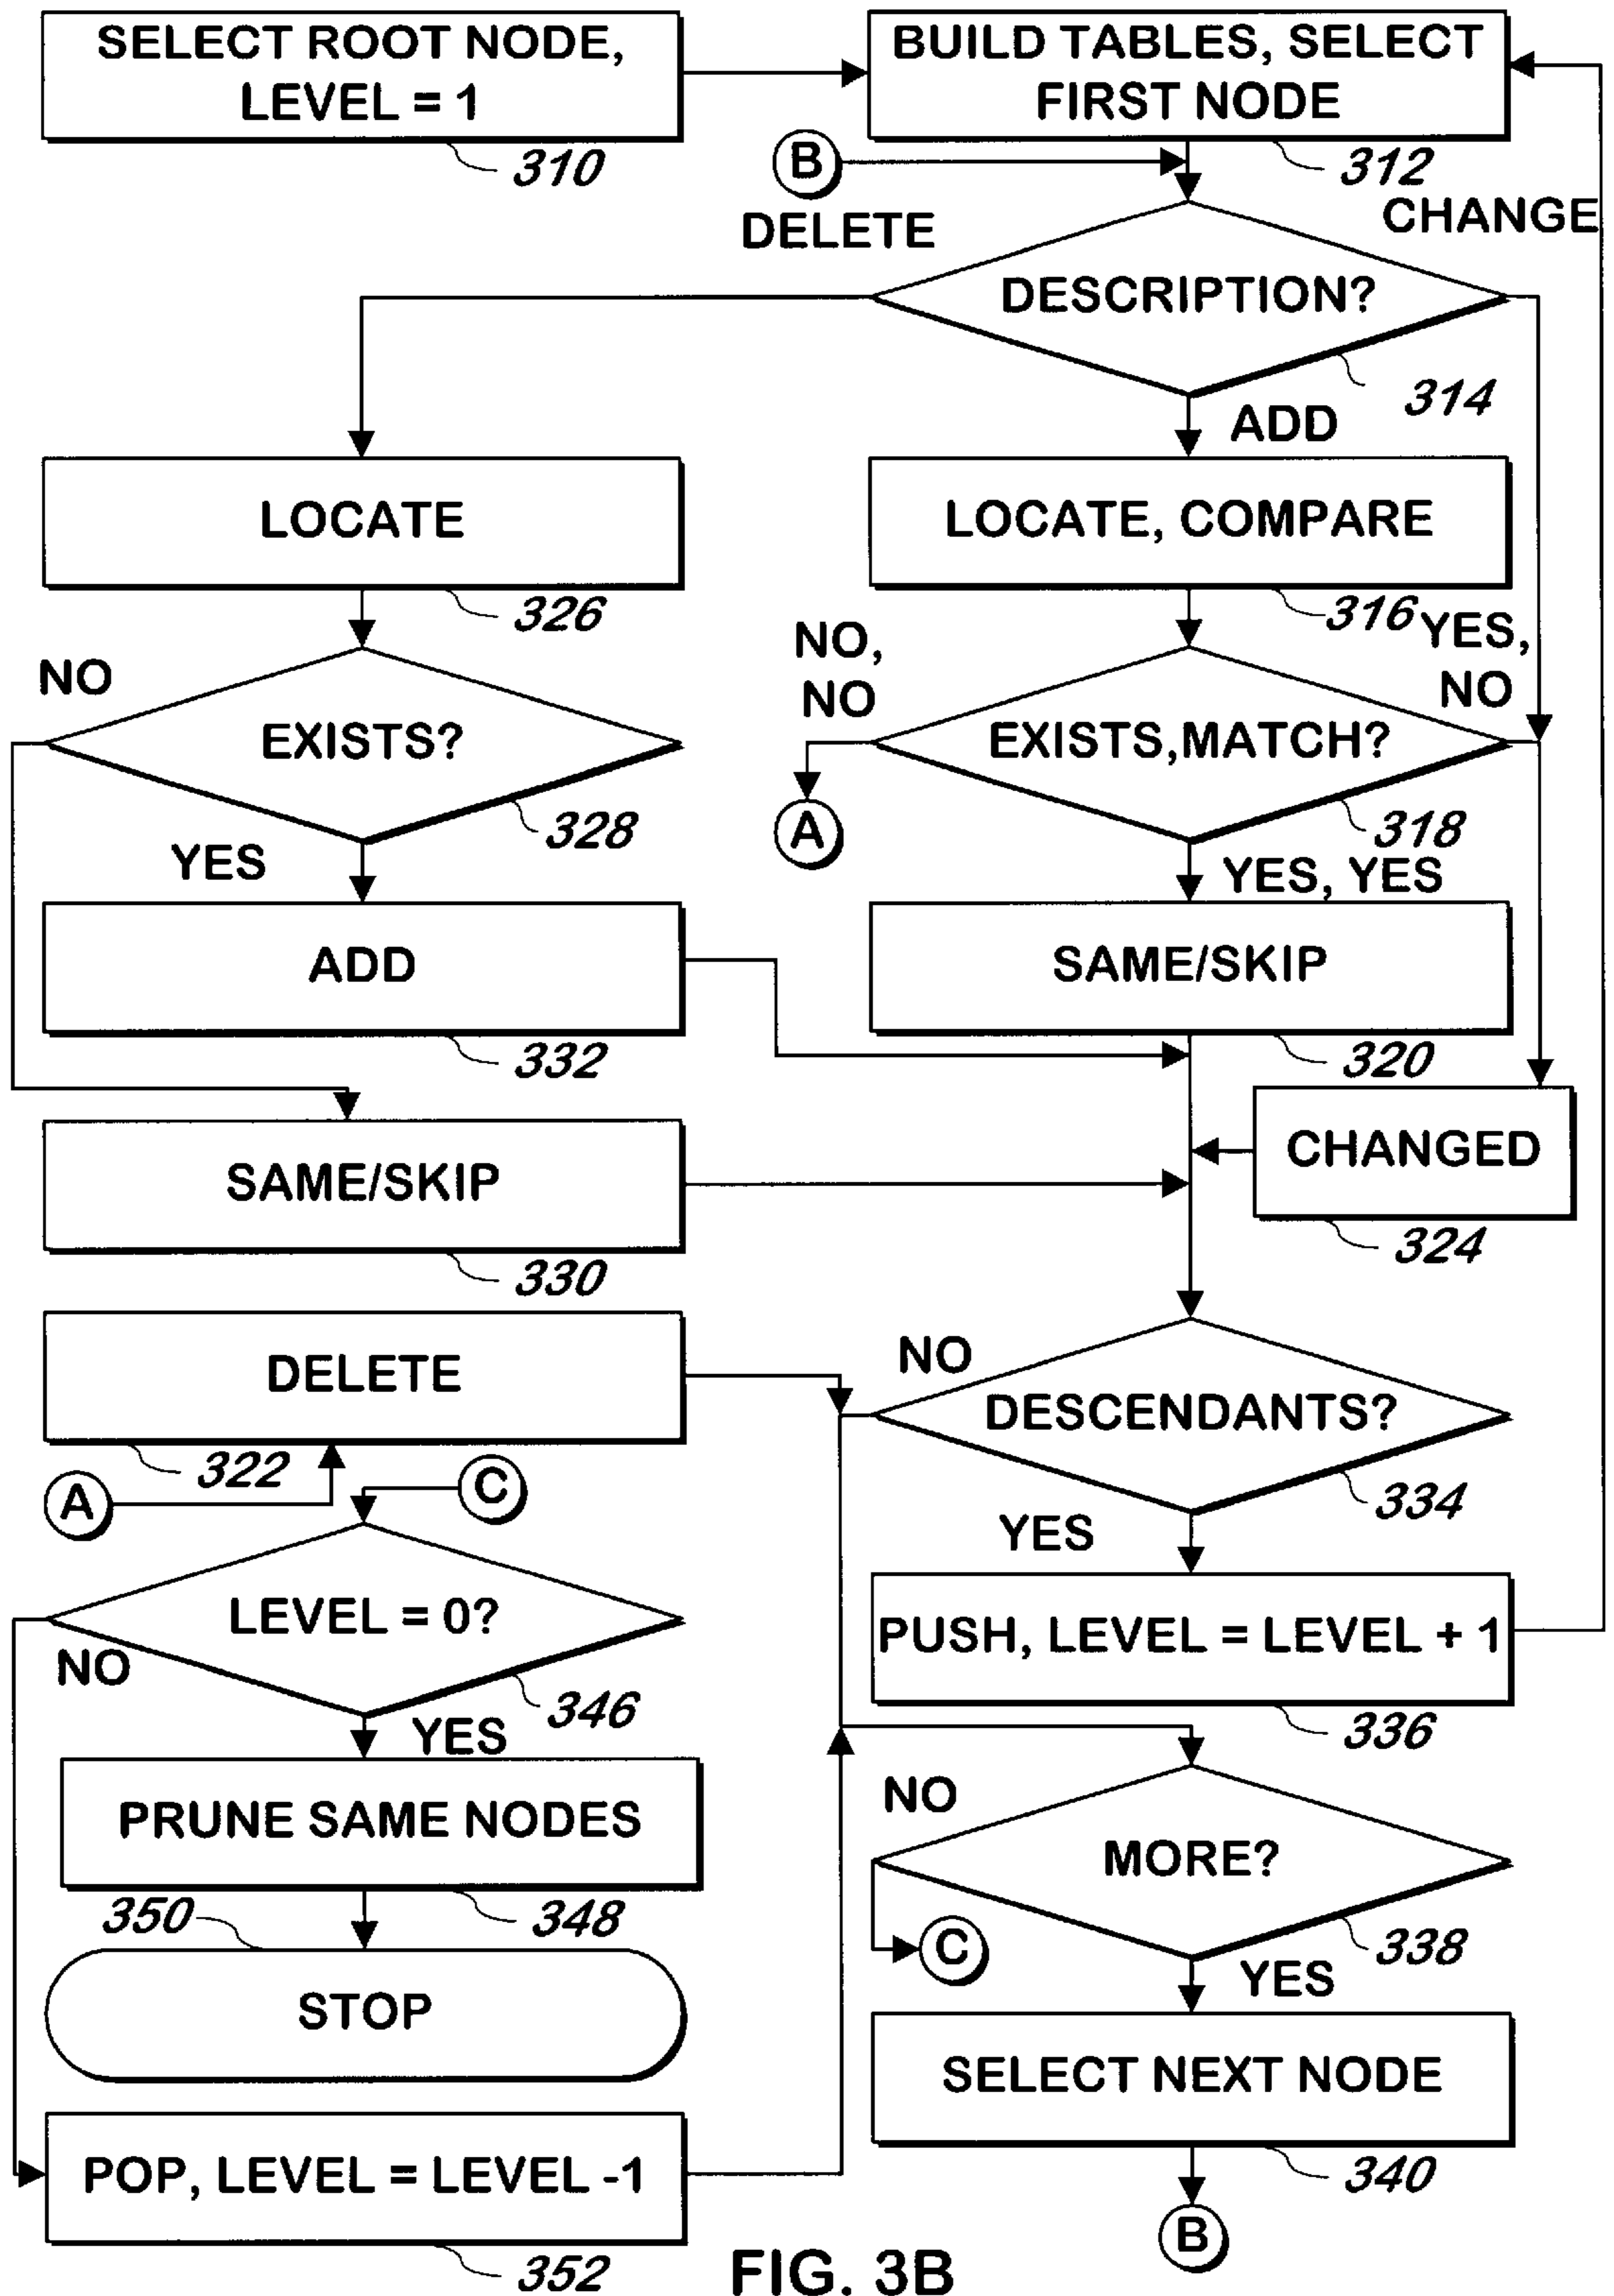 SELECT ROOT NODE,
LEVEL = 1
310
BUILD TABLES, SELECT
FIRST NODE
312
B
DELETE
CHANGE
DESCRIPTION?
314
ADD
LOCATE
326
LOCATE, COMPARE
316
NO
EXISTS?
328
YES
NO,
NO
YES,
NO
EXISTS,MATCH?
318
A
YES, YES
ADD
332
SAME/SKIP
320
SAME/SKIP
330
CHANGED
324
DELETE
322
A
C
NO
DESCENDANTS?
334
YES
LEVEL = 0?
NO
346
YES
PUSH, LEVEL = LEVEL + 1
336
PRUNE SAME NODES
348
350
STOP
NO
MORE?
338
C
YES
SELECT NEXT NODE
340
B
POP, LEVEL = LEVEL -1
352
FIG. 3B